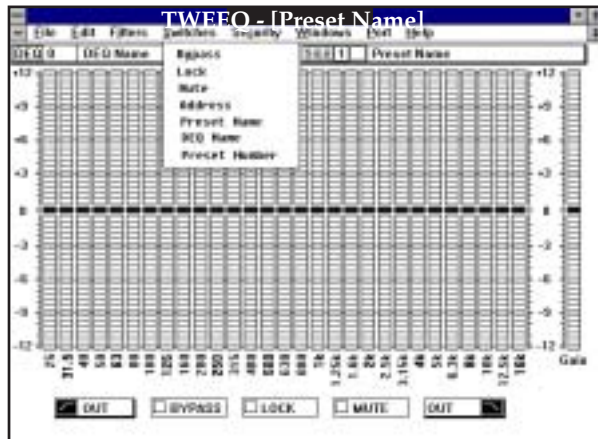 TWEEQ - [Preset Name]
File Edit Filters Switches Security Windows Port Help
DEQ 0 DEQ Name 1 Preset Name
Bypass
Lock
Mute
Address
Preset Name
DEQ Name
Preset Number
+12 +12
+9 +9
+6 +6
+3 +3
0 0
-3 -3
-6 -6
-9 -9
-12 -12
25 31.5 40 50 63 80 100 125 160 200 250 315 400 500 630 800 1k 1.25k 1.6k 2k 2.5k 3.15k 4k 5k 6.3k 8k 10k 12.5k 16k Gain
OUT BYPASS LOCK MUTE OUT